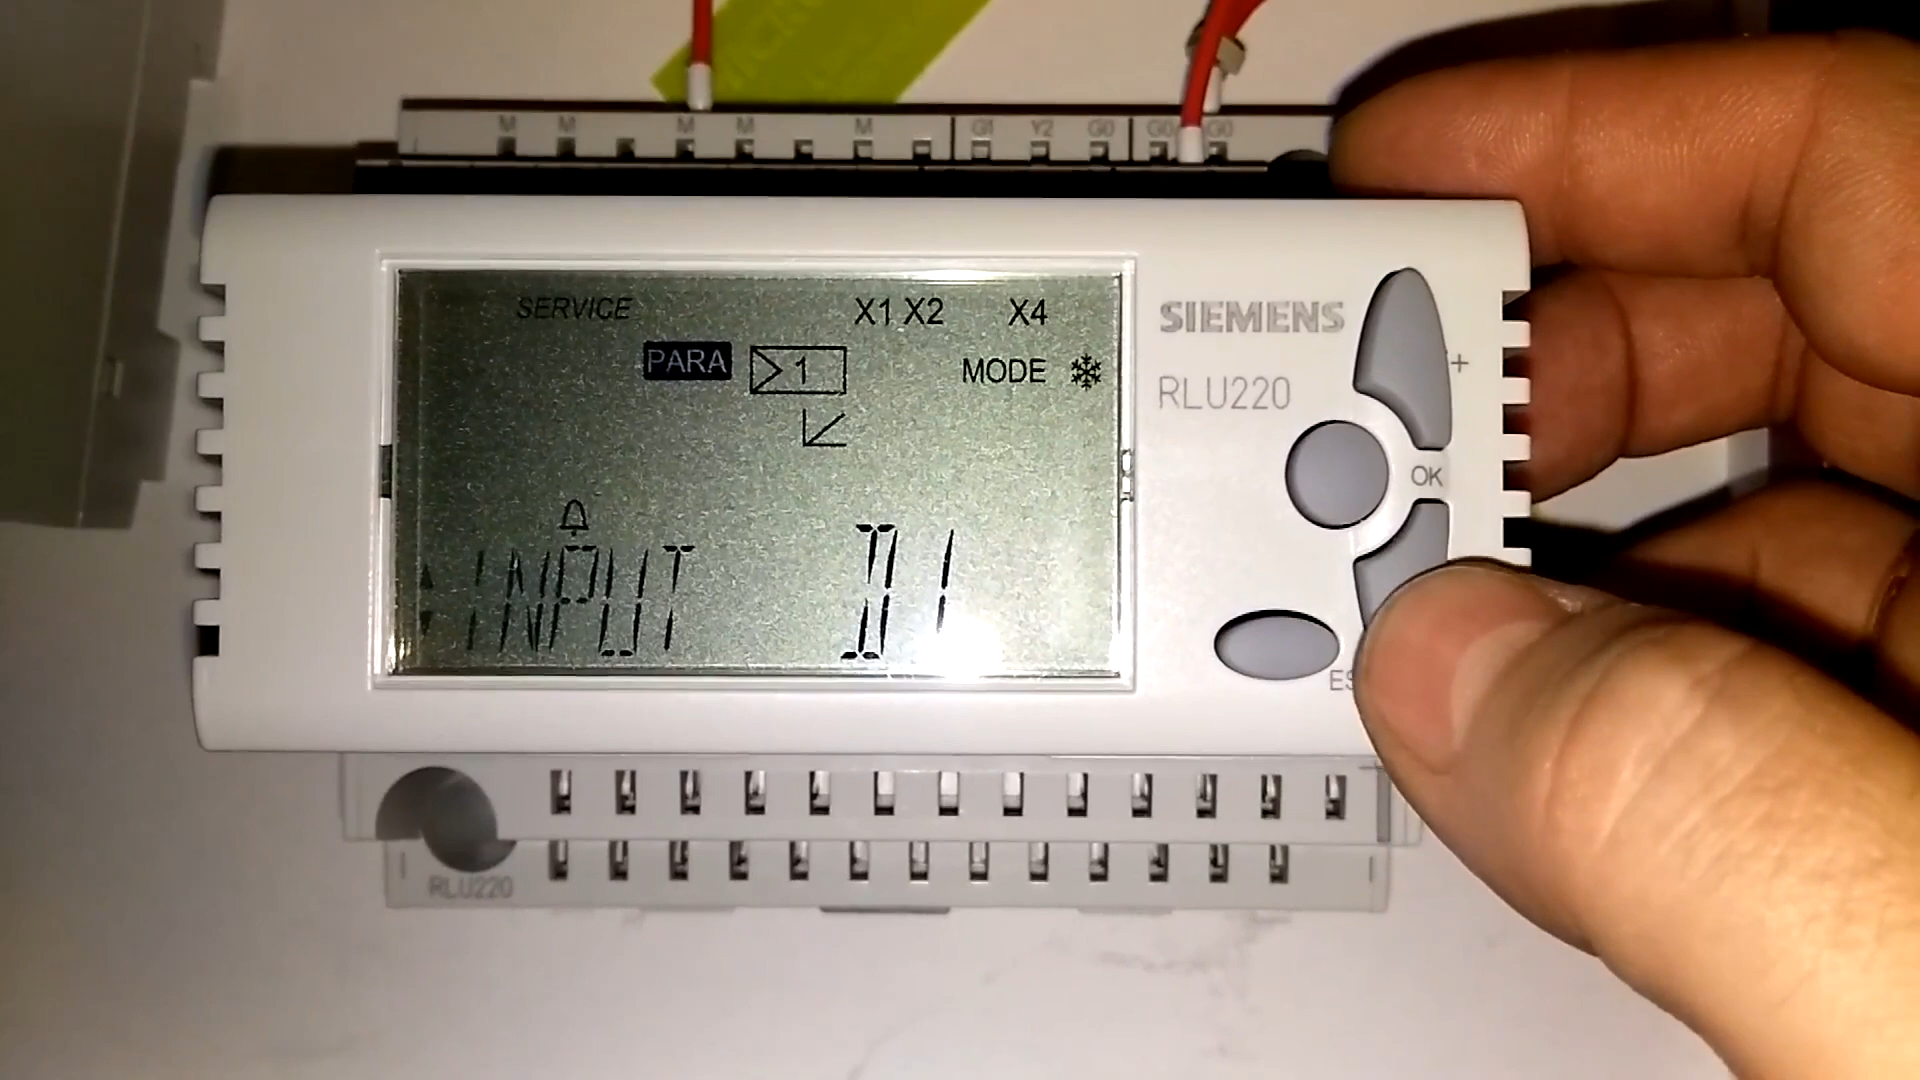 M M M M M G1 Y2 G0 G0 G0
SERVICE X1 X2 X4
PARA 1 MODE
INPUT D1
SIEMENS
RLU220
+
OK
RLU220